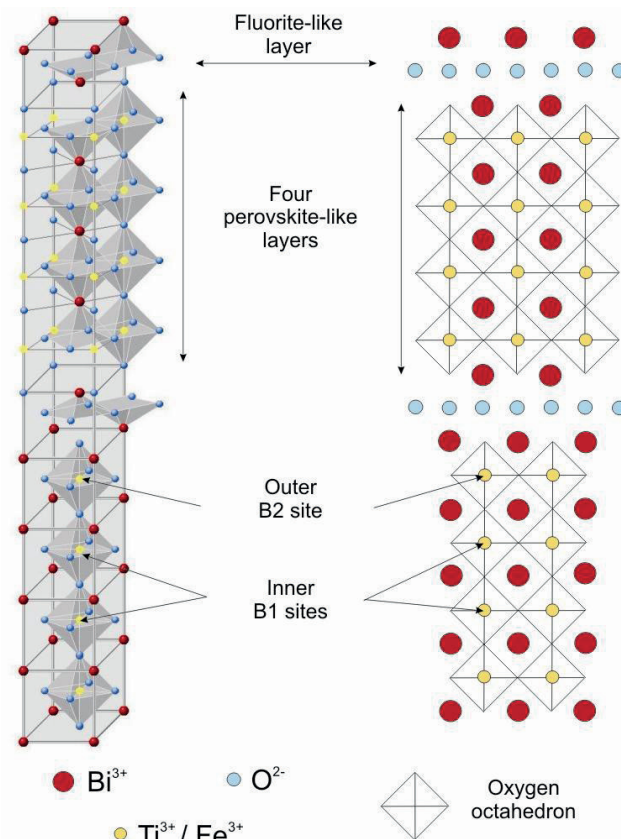 Fluorite-like
layer
Four
perovskite-like
layers
Outer
B2 site
Inner
B1 sites
Bi³⁺
O²⁻
Oxygen
octahedron
Ti³⁺/ Fe³⁺